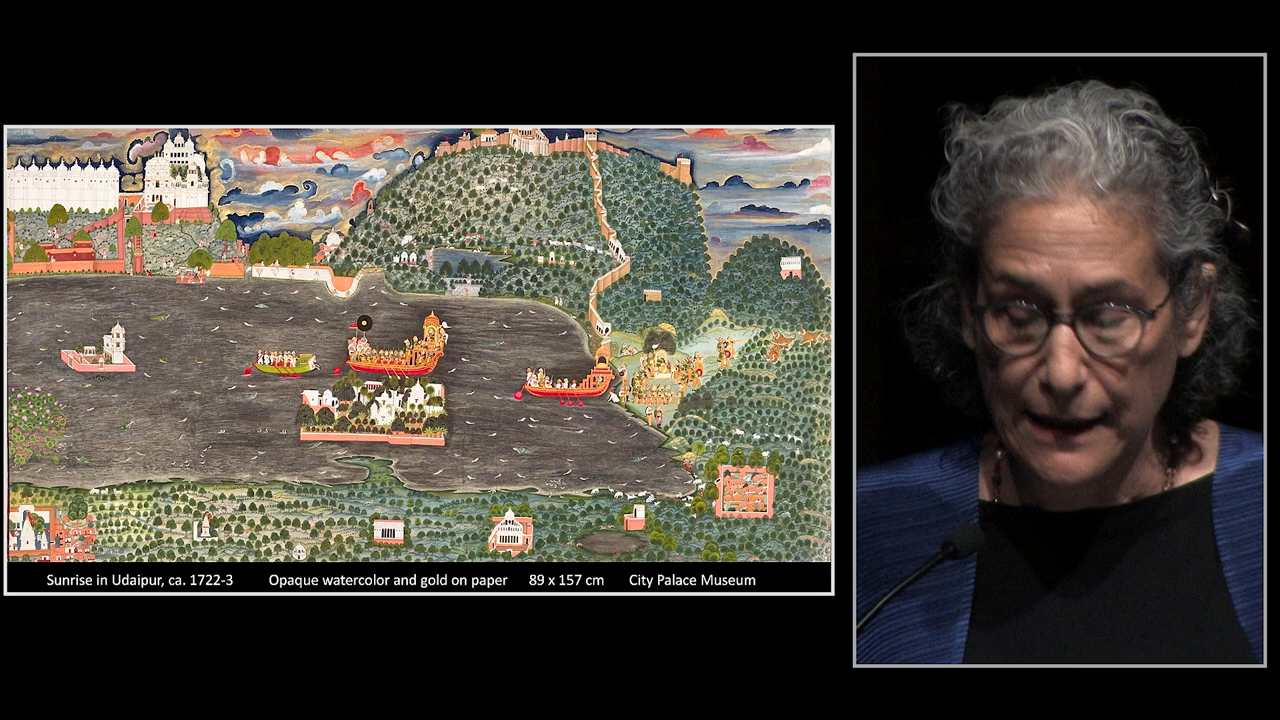 Sunrise in Udaipur, ca. 1722-3 Opaque watercolor and gold on paper 89 x 157 cm City Palace Museum